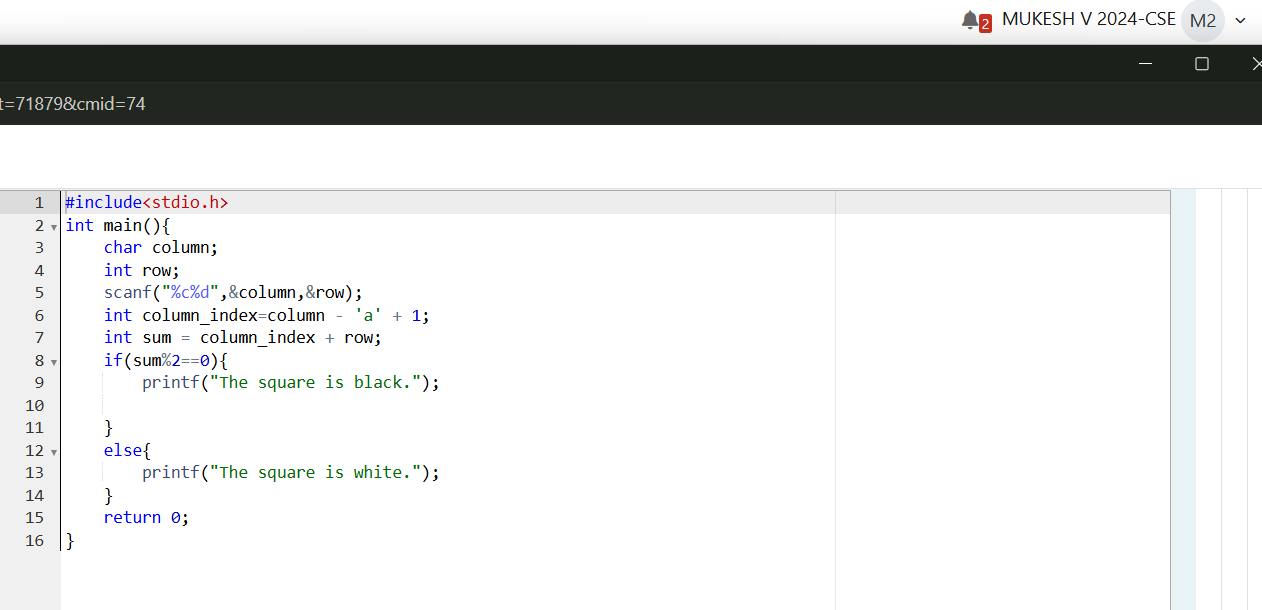 2 MUKESH V 2024-CSE M2
t=71879&cmid=74
1 #include<stdio.h>
2 int main(){
3     char column;
4     int row;
5     scanf("%c%d",&column,&row);
6     int column_index=column - 'a' + 1;
7     int sum = column_index + row;
8     if(sum%2==0){
9         printf("The square is black.");
10
11     }
12     else{
13         printf("The square is white.");
14     }
15     return 0;
16 }